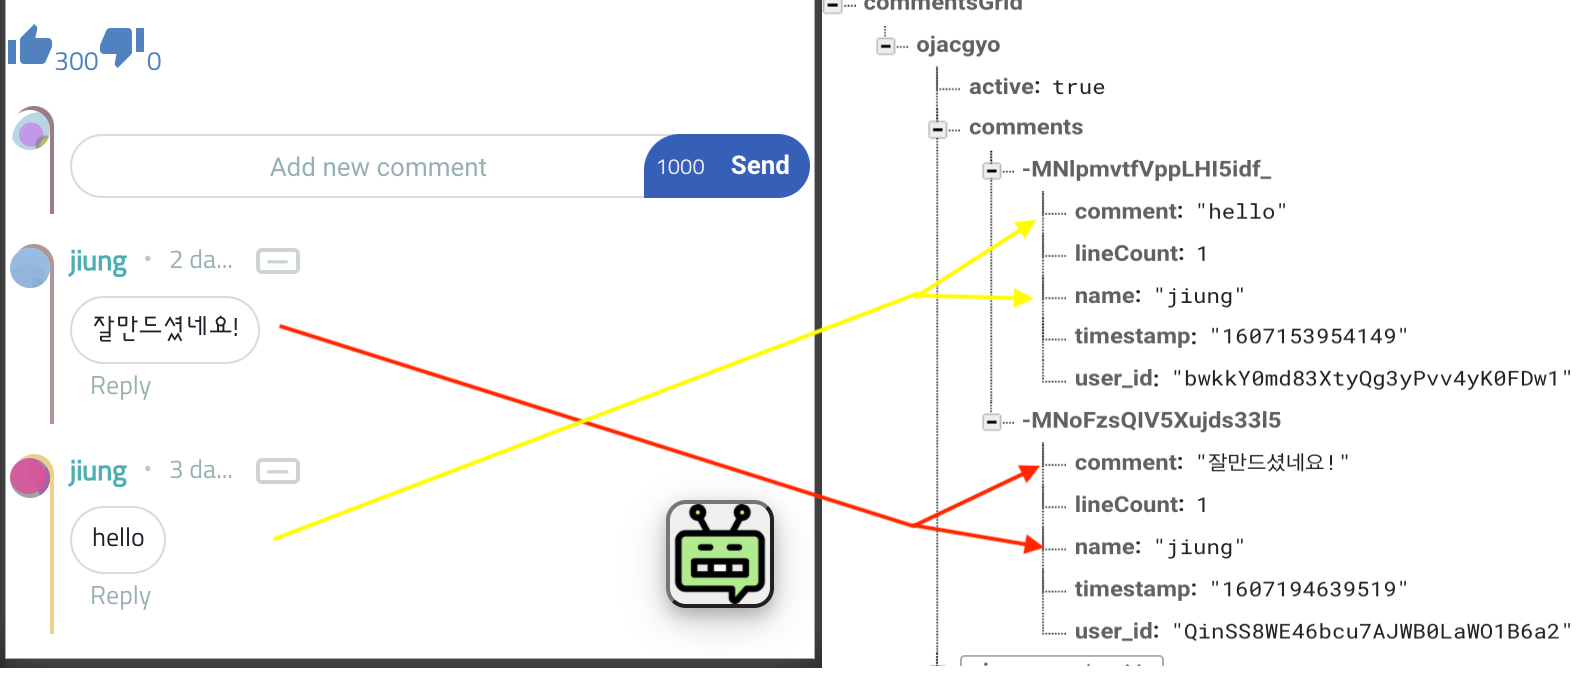 300 0
Add new comment
1000 Send
jiung • 2 da...
잘만드셨네요!
Reply
jiung • 3 da...
hello
Reply
commentsGrid
ojacgyo
active: true
comments
-MNlpmvtfVppLHI5idf_
comment: "hello"
lineCount: 1
name: "jiung"
timestamp: "1607153954149"
user_id: "bwkkY0md83XtyQg3yPvv4yK0FDw1"
-MNoFzsQIV5Xujds33l5
comment: "잘만드셨네요!"
lineCount: 1
name: "jiung"
timestamp: "1607194639519"
user_id: "QinSS8WE46bcu7AJWB0LaWO1B6a2"